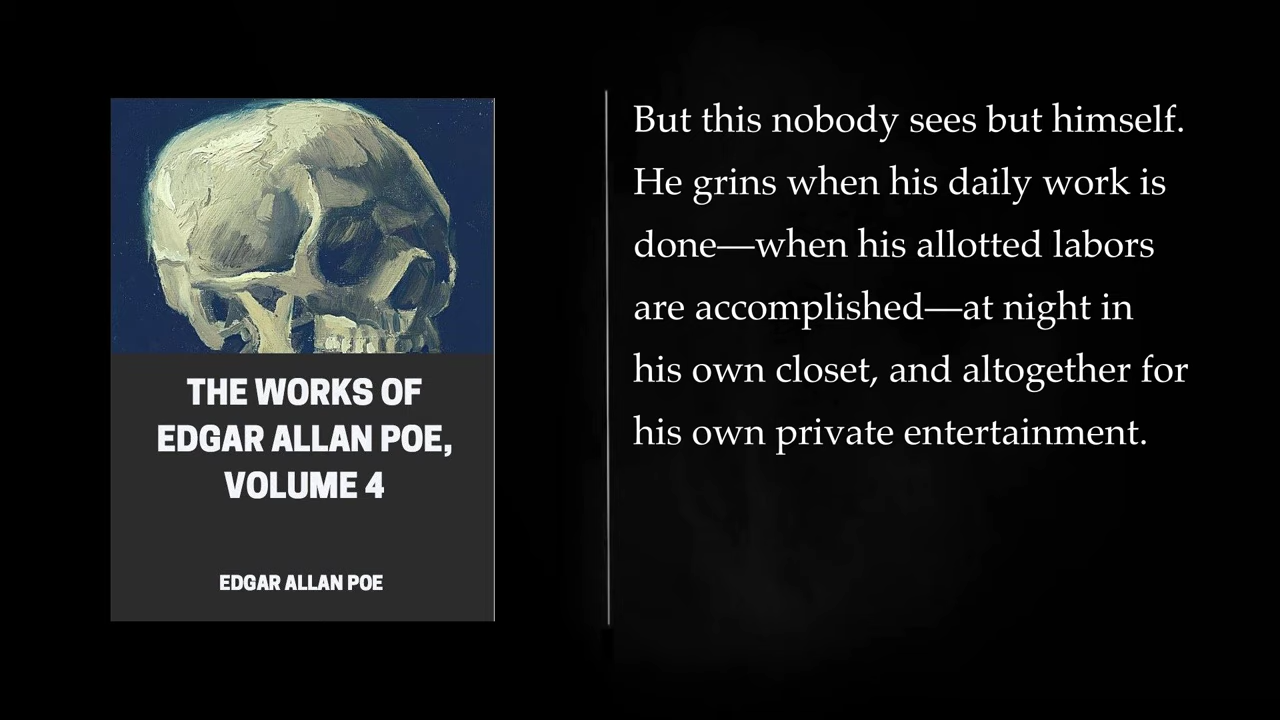 THE WORKS OF
EDGAR ALLAN POE,
VOLUME 4
EDGAR ALLAN POE
But this nobody sees but himself.
He grins when his daily work is
done—when his allotted labors
are accomplished—at night in
his own closet, and altogether for
his own private entertainment.